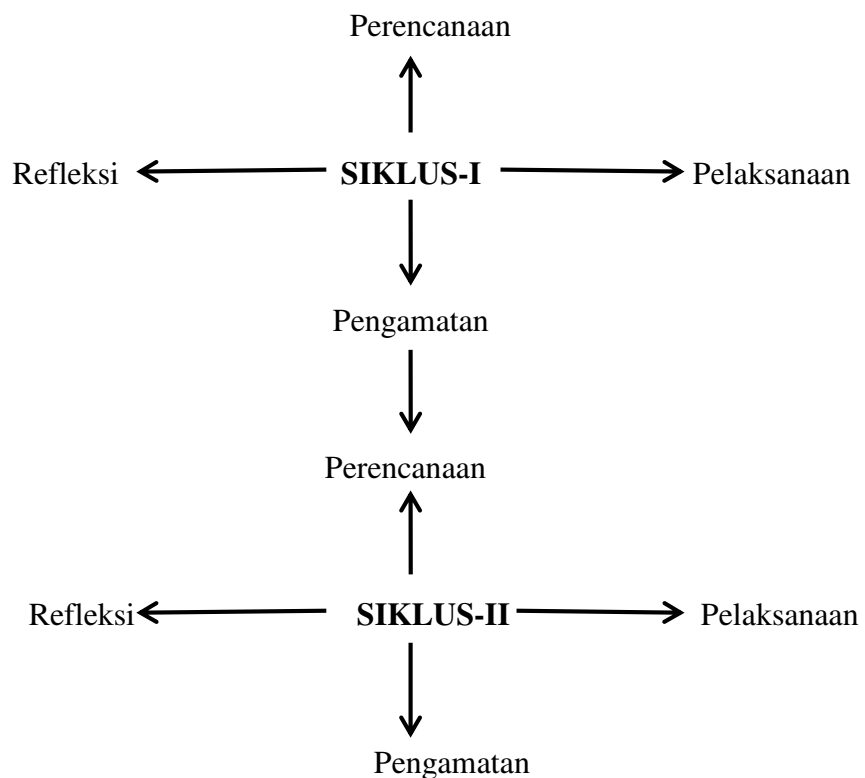 Perencanaan
Refleksi SIKLUS-I Pelaksanaan
Pengamatan
Perencanaan
Refleksi SIKLUS-II Pelaksanaan
Pengamatan